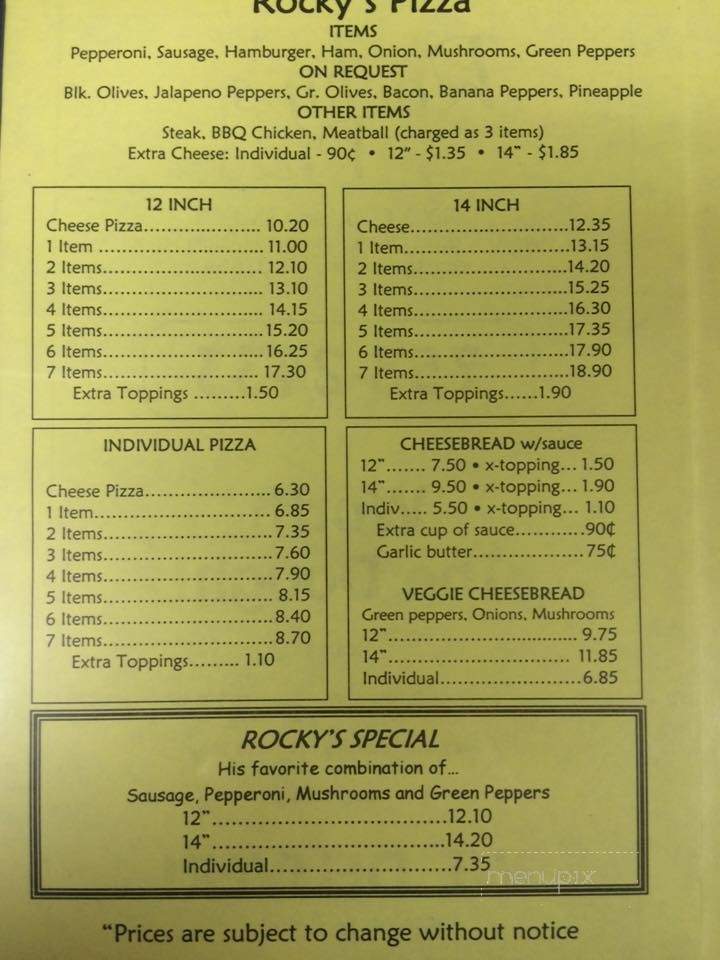 Rocky's Pizza
ITEMS
Pepperoni, Sausage, Hamburger, Ham, Onion, Mushrooms, Green Peppers
ON REQUEST
Blk. Olives, Jalapeno Peppers, Gr. Olives, Bacon, Banana Peppers, Pineapple
OTHER ITEMS
Steak, BBQ Chicken, Meatball (charged as 3 items)
Extra Cheese: Individual - 90¢ • 12" - $1.35 • 14" - $1.85
12 INCH
Cheese Pizza..................... 10.20
1 Item .............................. 11.00
2 Items............................. 12.10
3 Items............................. 13.10
4 Items............................. 14.15
5 Items............................. 15.20
6 Items............................. 16.25
7 Items............................. 17.30
Extra Toppings .........1.50
14 INCH
Cheese............................12.35
1 Item..............................13.15
2 Items............................14.20
3 Items............................15.25
4 Items............................16.30
5 Items............................17.35
6 Items............................17.90
7 Items............................18.90
Extra Toppings......1.90
INDIVIDUAL PIZZA
Cheese Pizza.......................6.30
1 Item................................6.85
2 Items..............................7.35
3 Items..............................7.60
4 Items..............................7.90
5 Items.............................. 8.15
6 Items..............................8.40
7 Items..............................8.70
Extra Toppings......... 1.10
CHEESEBREAD w/sauce
12"....... 7.50 • x-topping... 1.50
14"....... 9.50 • x-topping... 1.90
Indiv..... 5.50 • x-topping... 1.10
Extra cup of sauce............90¢
Garlic butter....................75¢
VEGGIE CHEESEBREAD
Green peppers, Onions, Mushrooms
12"................................... 9.75
14"................................... 11.85
Individual.........................6.85
ROCKY'S SPECIAL
His favorite combination of...
Sausage, Pepperoni, Mushrooms and Green Peppers
12"....................................12.10
14"....................................14.20
Individual...........................7.35
menupix
"Prices are subject to change without notice